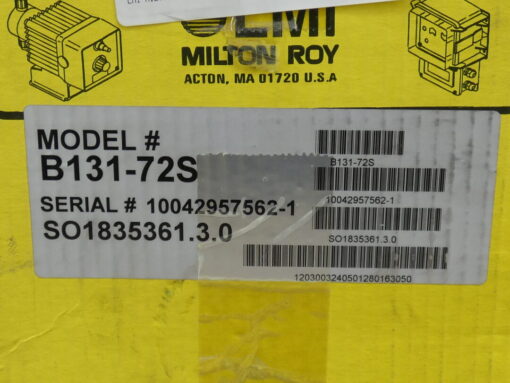 LMI
MILTON ROY
ACTON, MA 01720 U.S.A
MODEL #
B131-72S
SERIAL # 10042957562-1
SO1835361.3.0
B131-72S
10042957562-1
SO1835361.3.0
1203003240501280163050